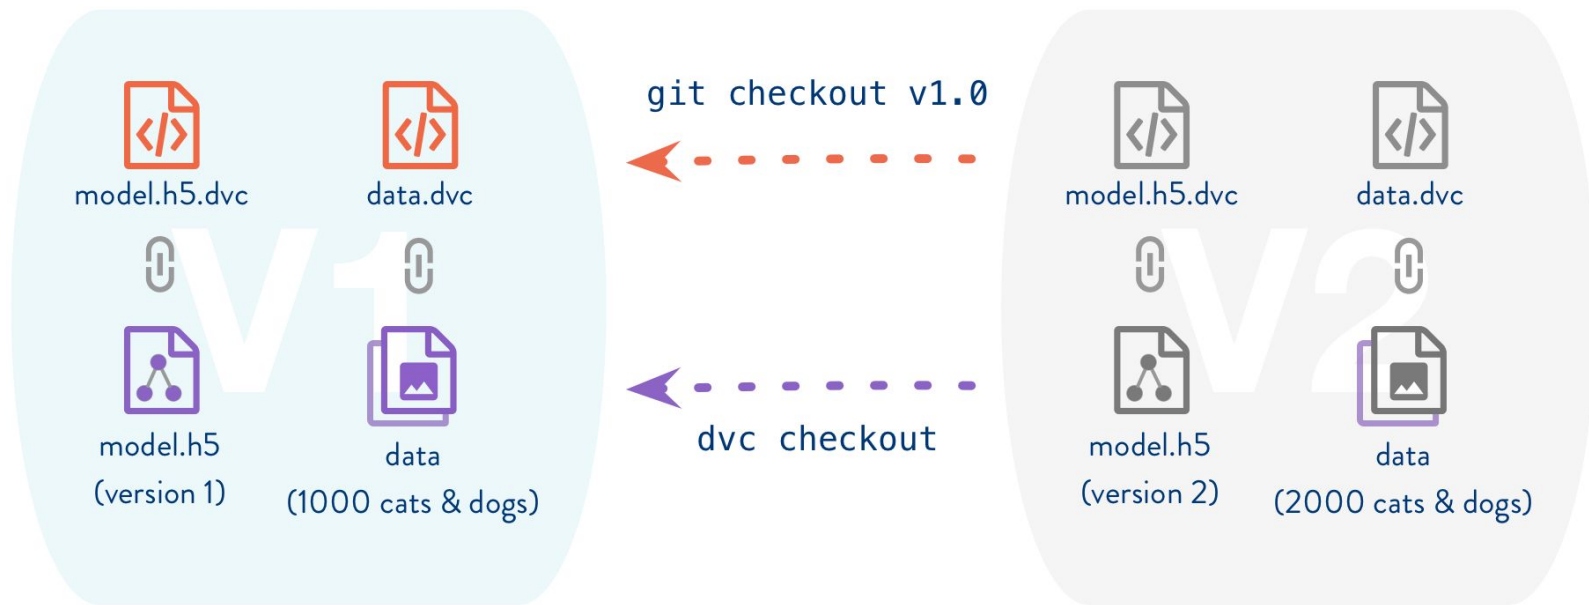 V1
model.h5.dvc
data.dvc
model.h5
(version 1)
data
(1000 cats & dogs)
git checkout v1.0
dvc checkout
V2
model.h5.dvc
data.dvc
model.h5
(version 2)
data
(2000 cats & dogs)